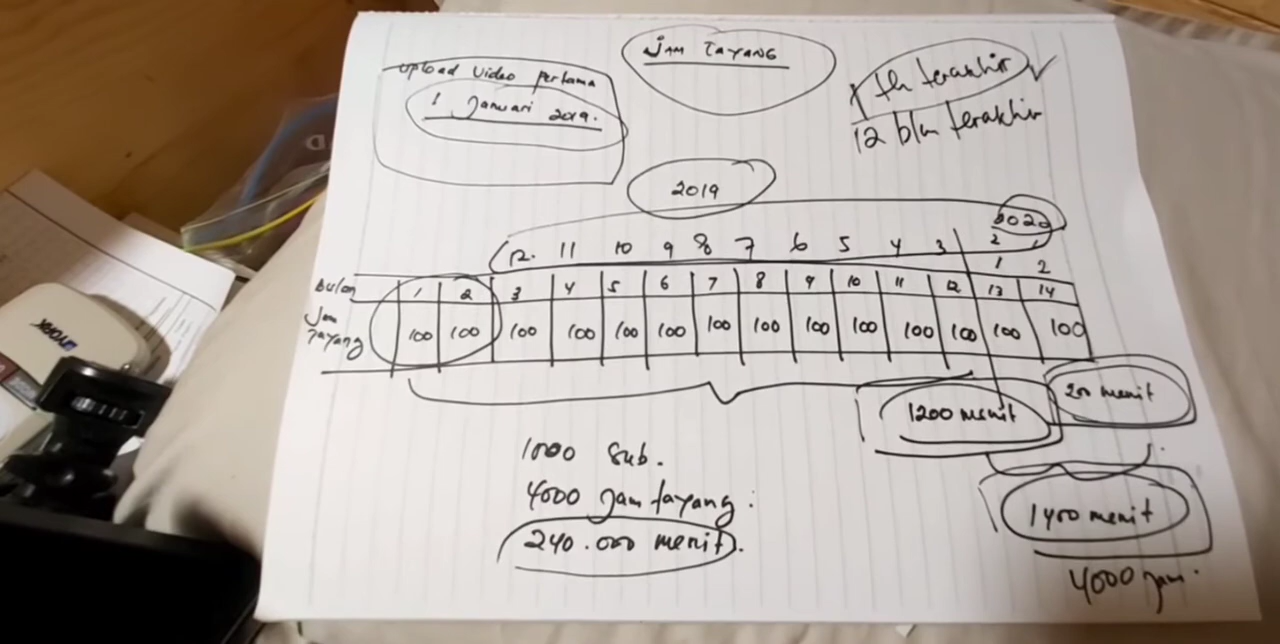 JAM TAYANG
upload video pertama
1 Januari 2019.
1 th terakhir
12 bln terakhir
2019
2020
12. 11 10 9 8 7 6 5 4 3 2 1
1 2
bulan 1 2 3 4 5 6 7 8 9 10 11 12 13 14
Jam Tayang 100 100 100 100 100 100 100 100 100 100 100 100 100 100
1200 menit
200 menit
1000 sub.
4000 jam tayang:
240.000 menit.
1400 menit
4000 jam.